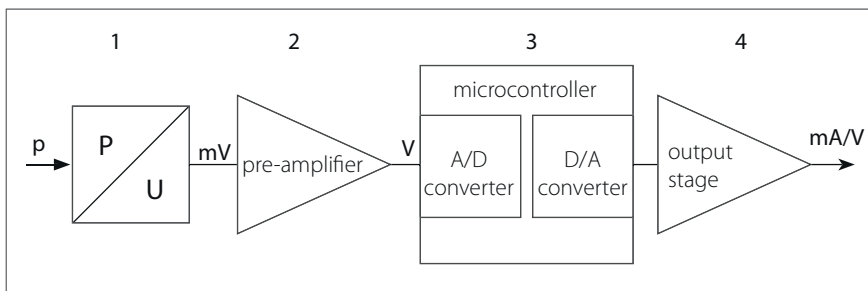 1 2 3 4
microcontroller
p P U mV pre-amplifier V A/D D/A output mA/V
converter converter stage